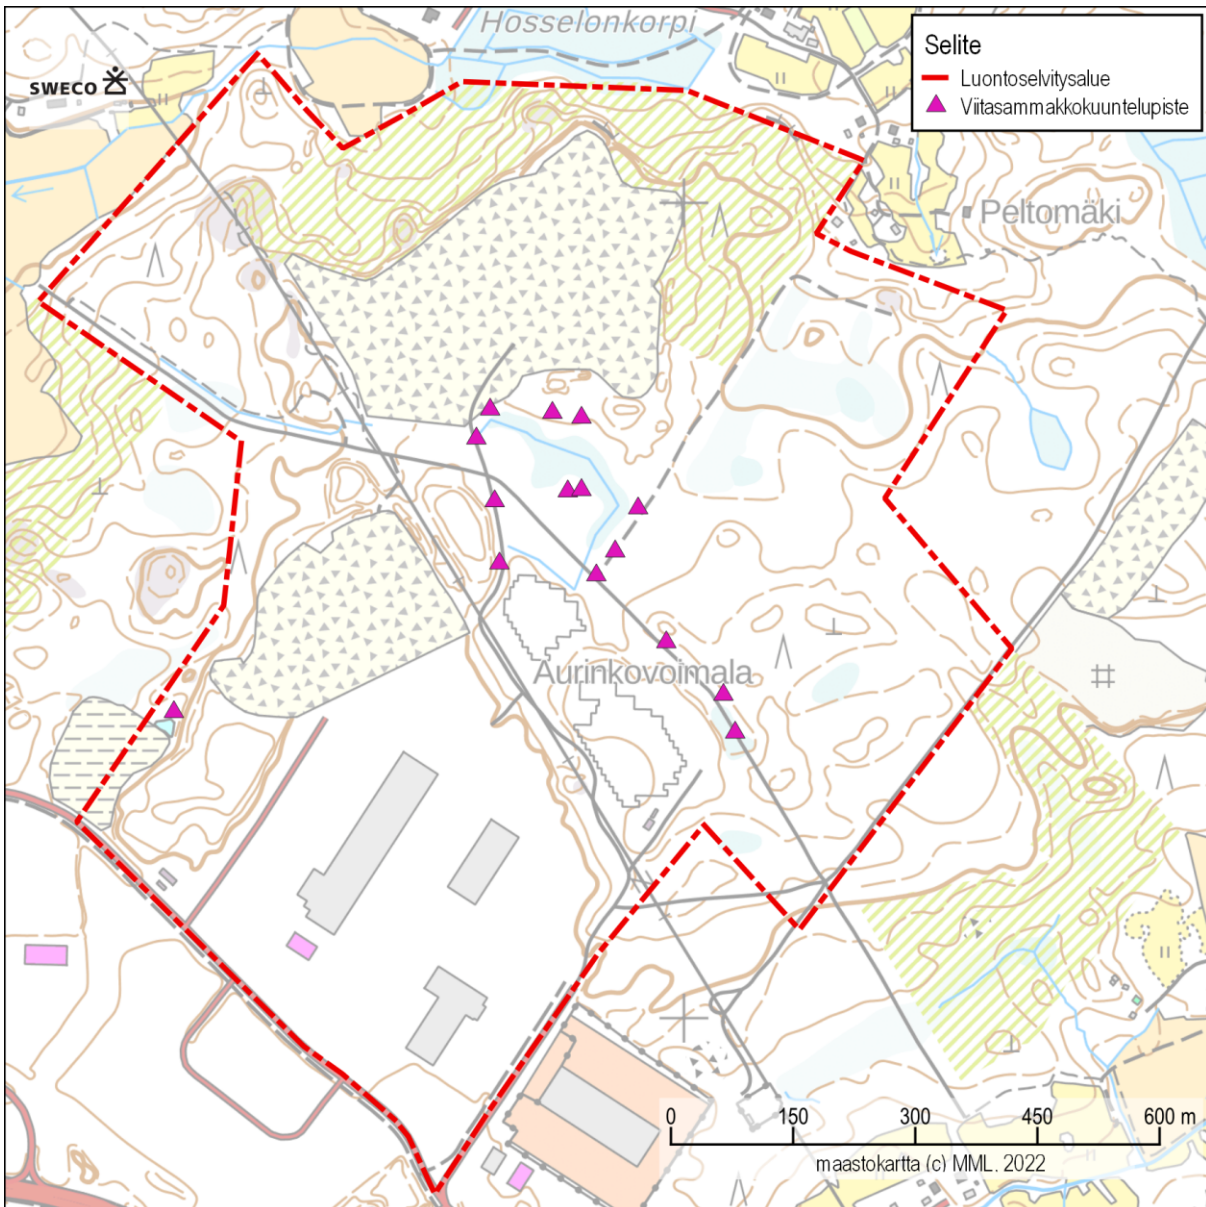 Hosselonkorpi
Selite
Luontoselvitysalue
Viitasammakkokuuntelupiste
SWECO
Peltomäki
Aurinkovoimala
0 150 300 450 600 m
maastokartta (c) MML. 2022